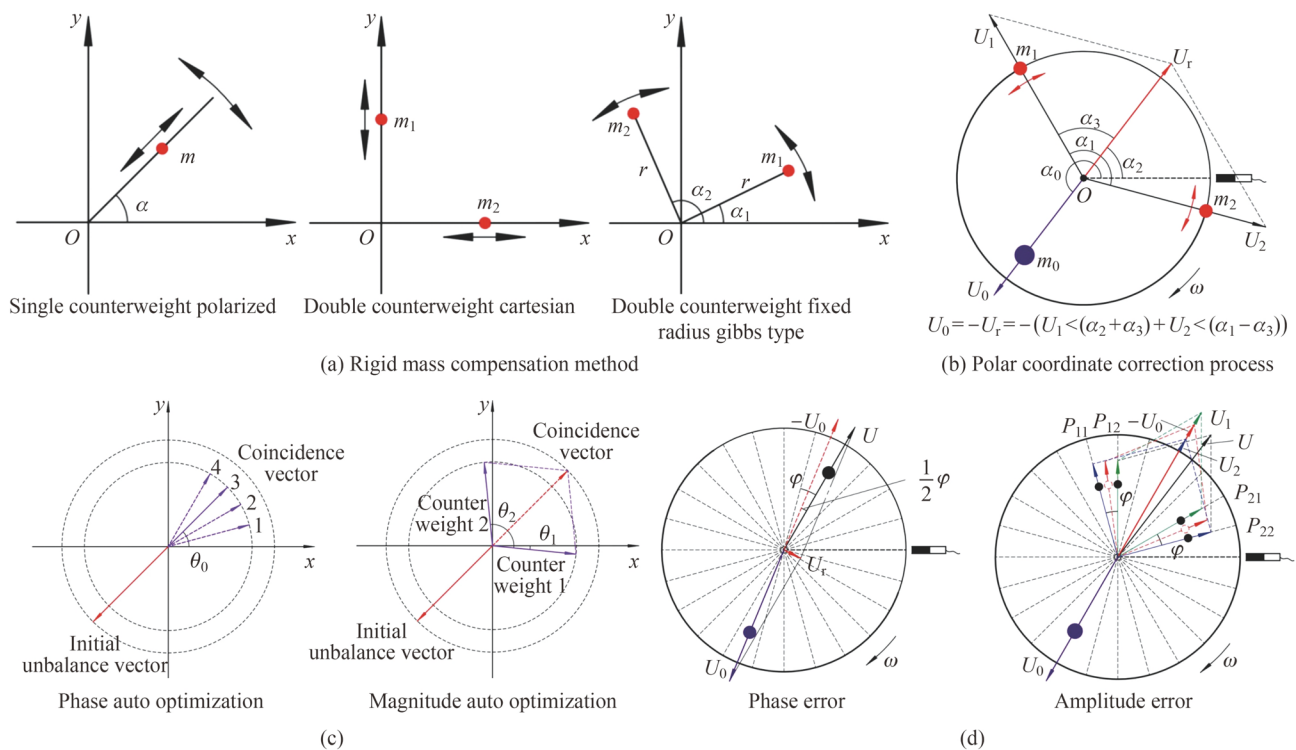 y
m
α
O
x
Single counterweight polarized
y
m₁
m₂
O
x
Double counterweight cartesian
y
m₂
m₁
r
r
α₂
α₁
O
x
Double counterweight fixed
radius gibbs type
(a) Rigid mass compensation method
U₁
m₁
Uᵣ
α₃
α₁
α₀
α₂
O
m₂
U₂
m₀
U₀
ω
U₀=−Uᵣ=−(U₁<(α₂+α₃)+U₂<(α₁−α₃))
(b) Polar coordinate correction process
y
Coincidence
vector
4
3
2
1
θ₀
x
Initial
unbalance vector
Phase auto optimization
y
Coincidence
vector
Counter
weight 2
θ₂
θ₁
x
Counter
weight 1
Initial
unbalance vector
Magnitude auto optimization
(c)
−U₀
U
φ
1
2
φ
Uᵣ
U₀
ω
Phase error
P₁₁
P₁₂
−U₀
U₁
U
U₂
P₂₁
P₂₂
φ
φ
U₀
ω
Amplitude error
(d)